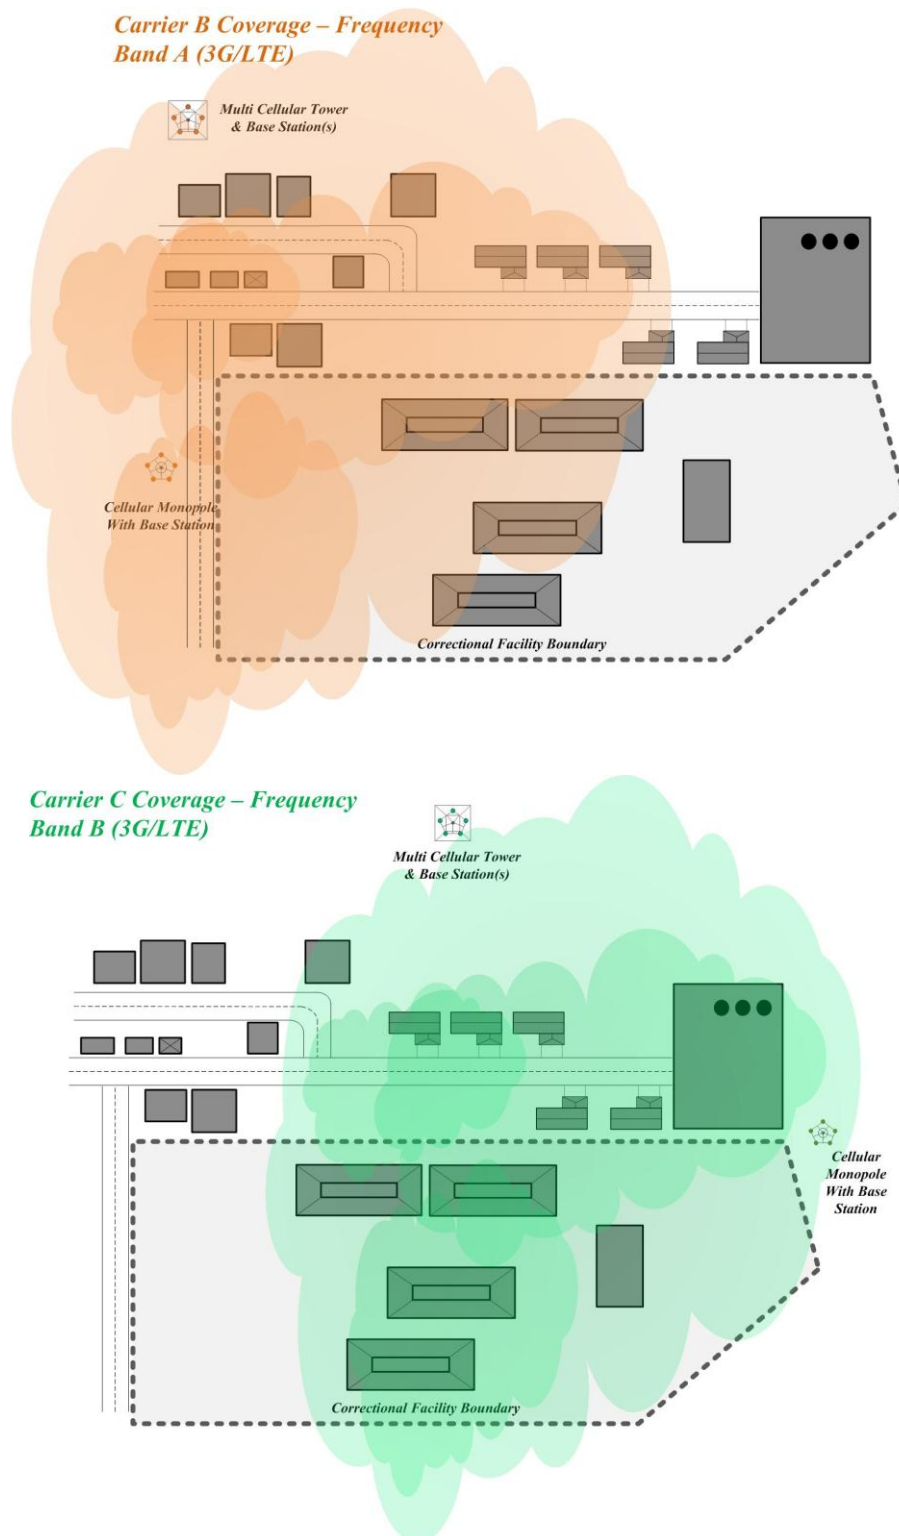 Carrier B Coverage – Frequency
Band A (3G/LTE)
Multi Cellular Tower
& Base Station(s)
Cellular Monopole
With Base Station
Correctional Facility Boundary
Carrier C Coverage – Frequency
Band B (3G/LTE)
Multi Cellular Tower
& Base Station(s)
Cellular
Monopole
With Base
Station
Correctional Facility Boundary